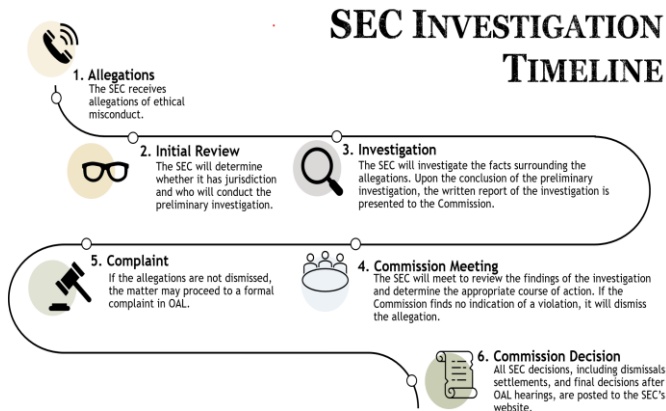 SEC INVESTIGATION
TIMELINE
1. Allegations
The SEC receives
allegations of ethical
misconduct.
2. Initial Review
The SEC will determine
whether it has jurisdiction
and who will conduct the
preliminary investigation.
3. Investigation
The SEC will investigate the facts surrounding the
allegations. Upon the conclusion of the preliminary
investigation, the written report of the investigation is
presented to the Commission.
4. Commission Meeting
The SEC will meet to review the findings of the investigation
and determine the appropriate course of action. If the
Commission finds no indication of a violation, it will dismiss
the allegation.
5. Complaint
If the allegations are not dismissed,
the matter may proceed to a formal
complaint in OAL.
6. Commission Decision
All SEC decisions, including dismissals
settlements, and final decisions after
OAL hearings, are posted to the SEC's
website.